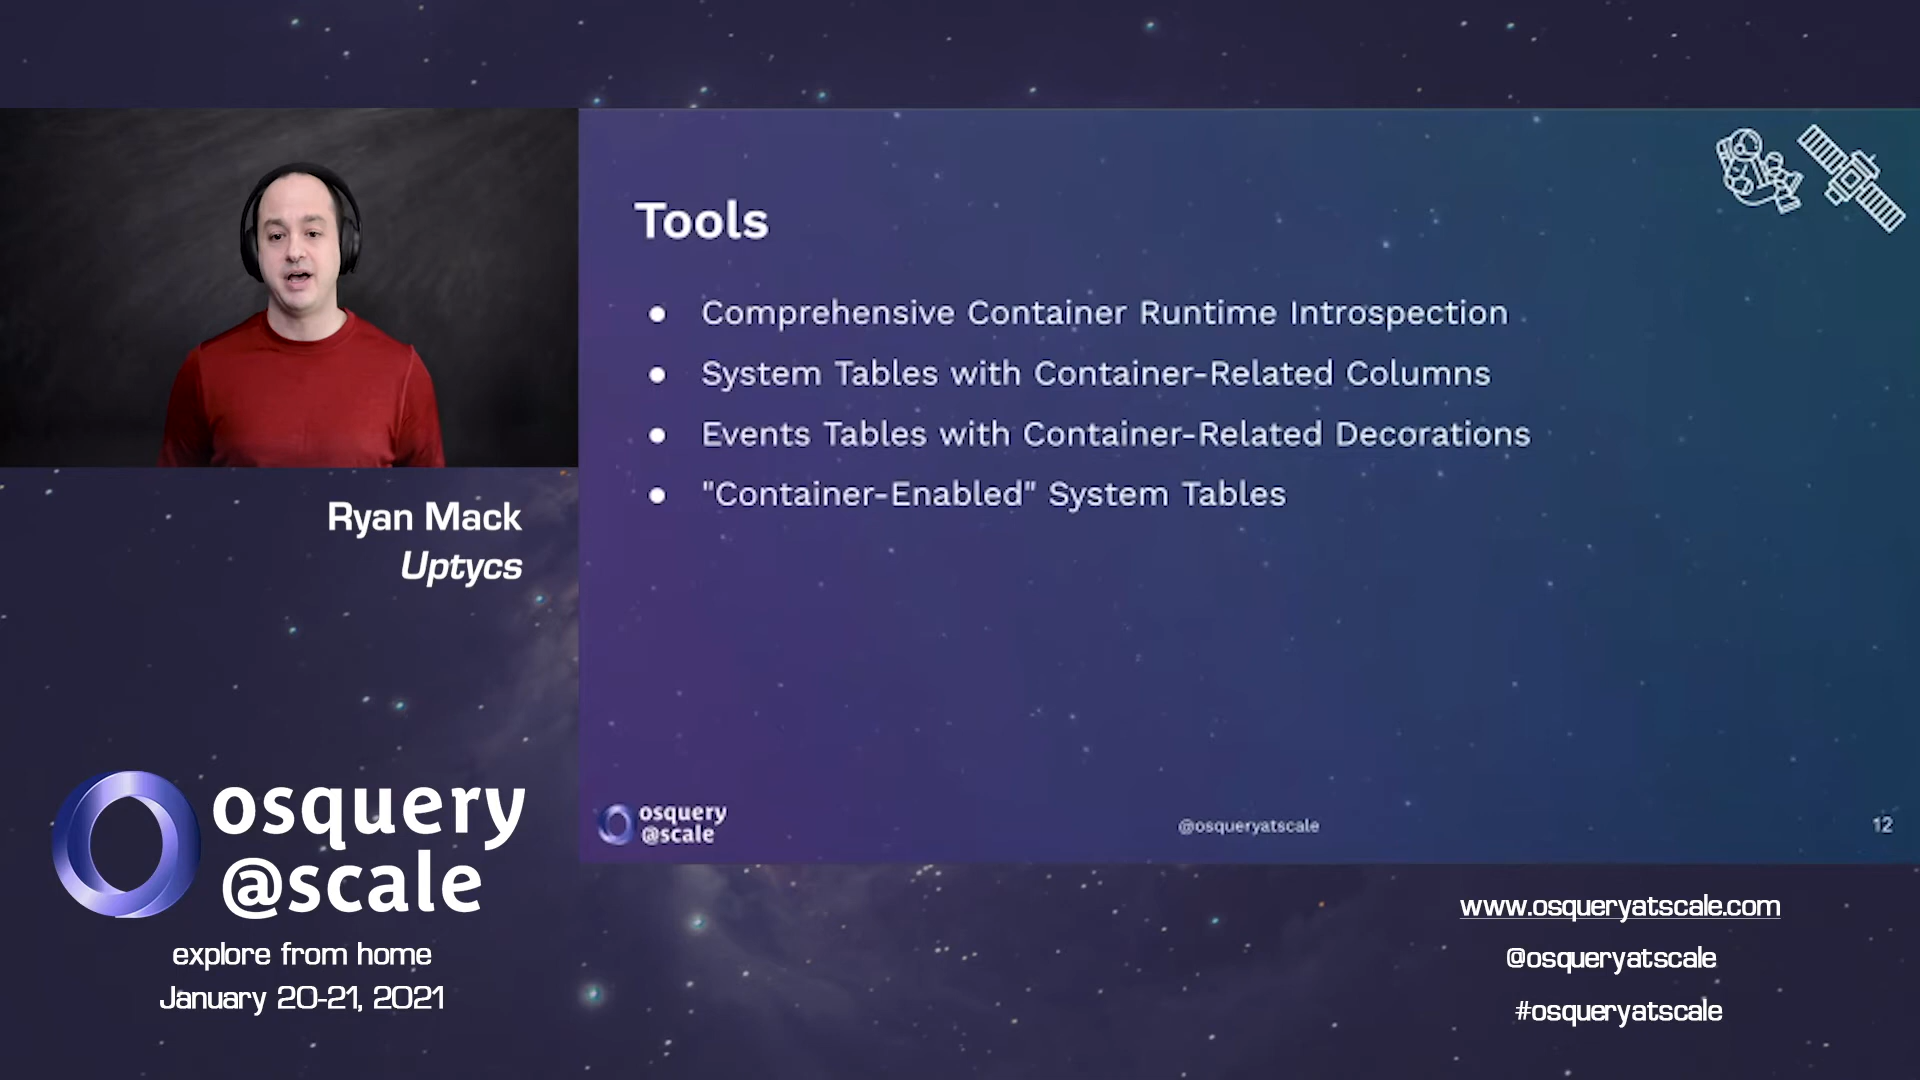 Tools
● Comprehensive Container Runtime Introspection
● System Tables with Container-Related Columns
● Events Tables with Container-Related Decorations
● "Container-Enabled" System Tables
osquery
@scale
@osqueryatscale
12
Ryan Mack
Uptycs
osquery
@scale
explore from home
January 20-21, 2021
www.osqueryatscale.com
@osqueryatscale
#osqueryatscale